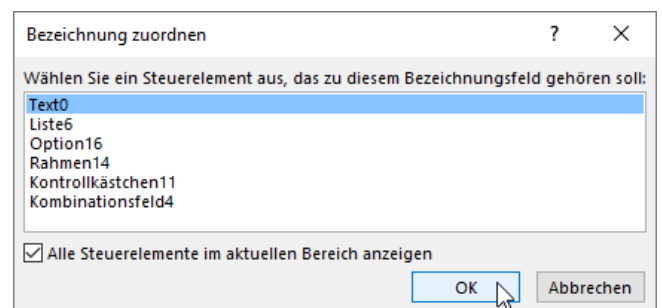 Bezeichnung zuordnen
Wählen Sie ein Steuerelement aus, das zu diesem Bezeichnungsfeld gehören soll:
Text0
Liste6
Option16
Rahmen14
Kontrollkästchen11
Kombinationsfeld4
Alle Steuerelemente im aktuellen Bereich anzeigen
OK Abbrechen